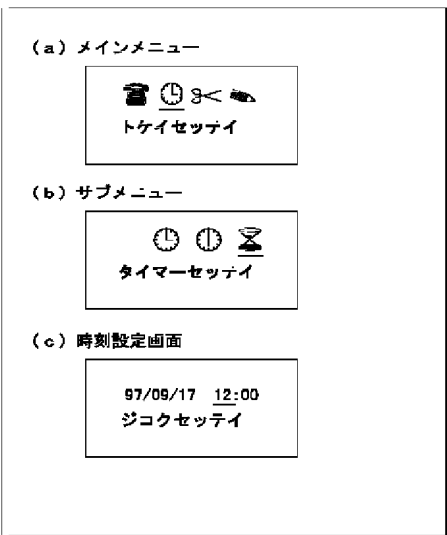 (a) メインメニュー
トケイセッテイ
(b) サブメニュー
タイマーセッテイ
(c) 時刻設定画面
97/09/17 12:00
ジコクセッテイ